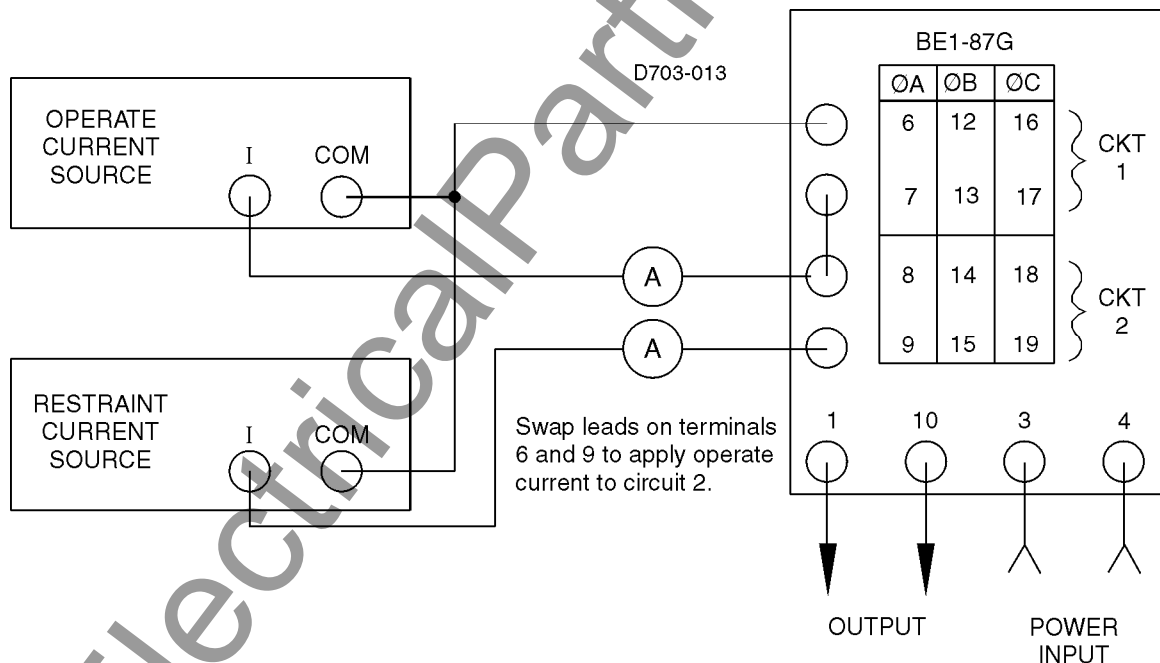 BE1-87G
D703-013
ØA ØB ØC
6 12 16
7 13 17
CKT
1
8 14 18
9 15 19
CKT
2
OPERATE
CURRENT
SOURCE
I
COM
A
A
RESTRAINT
CURRENT
SOURCE
I
COM
Swap leads on terminals
6 and 9 to apply operate
current to circuit 2.
1 10 3 4
OUTPUT
POWER
INPUT